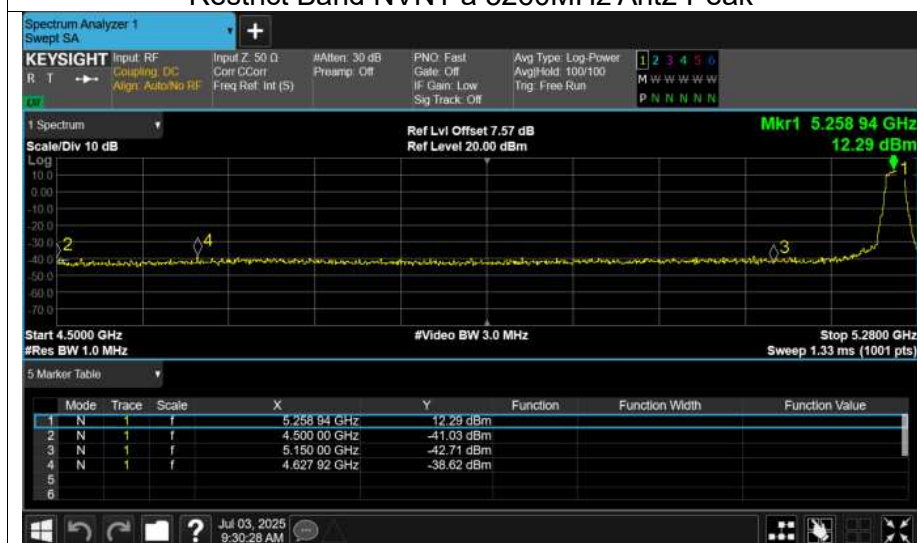 Restrict Band NVNT a 5260MHz Ant2 Peak
Spectrum Analyzer 1
Swept SA
+
KEYSIGHT
R T
Input: RF
Coupling: DC
Align: Auto/No RF
Input Z: 50 Ω
Corr CCorr
Freq Ref: Int (S)
#Atten: 30 dB
Preamp: Off
PNO: Fast
Gate: Off
IF Gain: Low
Sig Track: Off
Avg Type: Log-Power
Avg|Hold: 100/100
Trig: Free Run
1 2 3 4 5 6
M W W W W W
P N N N N N
1 Spectrum
Scale/Div 10 dB
Ref Lvl Offset 7.57 dB
Ref Level 20.00 dBm
Mkr1 5.258 94 GHz
12.29 dBm
Log
10.0
0.00
-10.0
-20.0
-30.0
-40.0
-50.0
-60.0
-70.0
1
2
4
3
Start 4.5000 GHz
#Res BW 1.0 MHz
#Video BW 3.0 MHz
Stop 5.2800 GHz
Sweep 1.33 ms (1001 pts)
5 Marker Table
Mode Trace Scale X Y Function Function Width Function Value
1 N 1 f 5.258 94 GHz 12.29 dBm
2 N 1 f 4.500 00 GHz -41.03 dBm
3 N 1 f 5.150 00 GHz -42.71 dBm
4 N 1 f 4.627 92 GHz -38.62 dBm
5
6
?
Jul 03, 2025
9:30:28 AM